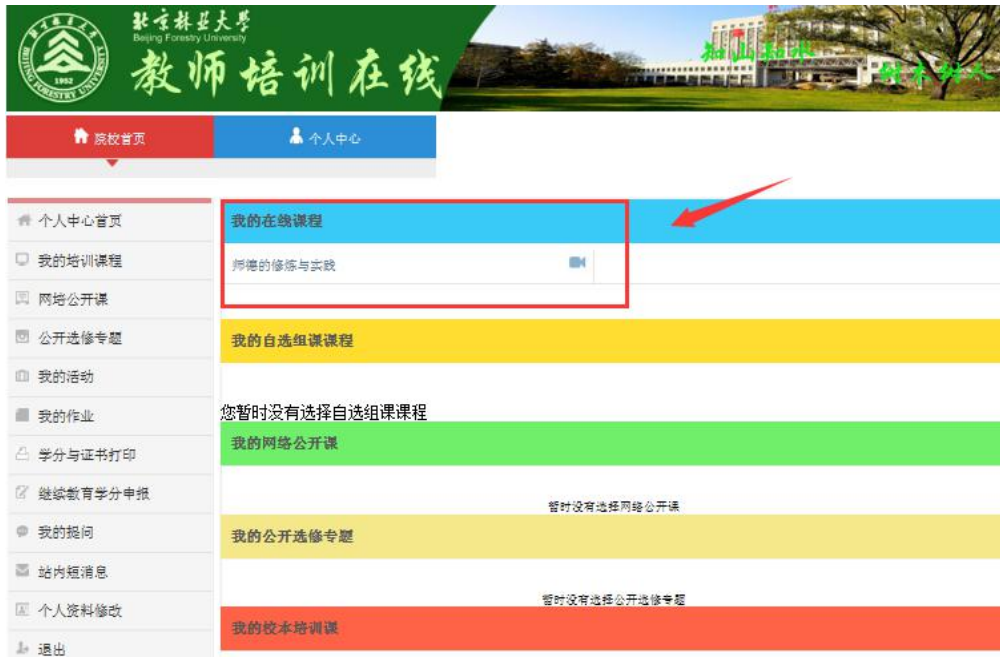 北京林业大学
Beijing Forestry University
教师培训在线
知山知水
树木树人
BEIJING FORESTRY UNIVERSITY
1952
院校首页
个人中心
个人中心首页
我的培训课程
网培公开课
公开选修专题
我的活动
我的作业
学分与证书打印
继续教育学分申报
我的提问
站内短消息
个人资料修改
退出
我的在线课程
师德的修炼与实践
我的自选组课课程
您暂时没有选择自选组课课程
我的网络公开课
暂时没有选择网络公开课
我的公开选修专题
暂时没有选择公开选修专题
我的校本培训课